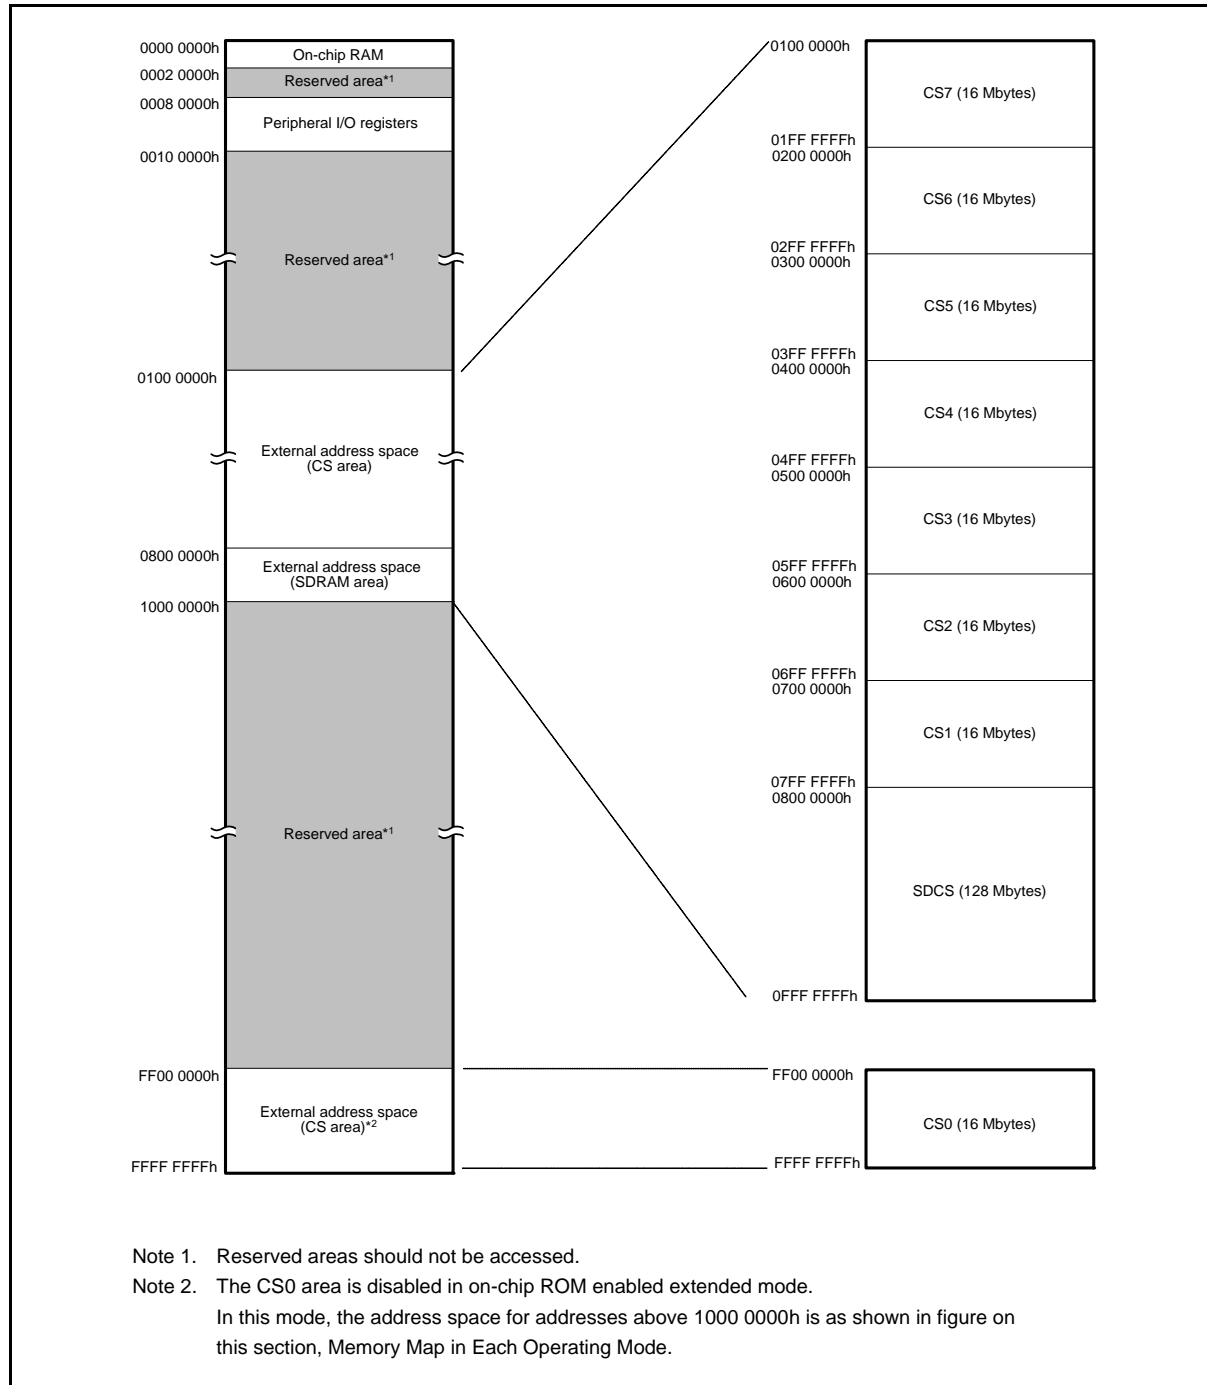 0000 0000h
On-chip RAM
0002 0000h
Reserved area*1
0008 0000h
Peripheral I/O registers
0010 0000h
Reserved area*1
0100 0000h
External address space
(CS area)
0800 0000h
External address space
(SDRAM area)
1000 0000h
Reserved area*1
FF00 0000h
External address space
(CS area)*2
FFFF FFFFh
0100 0000h
CS7 (16 Mbytes)
01FF FFFFh
0200 0000h
CS6 (16 Mbytes)
02FF FFFFh
0300 0000h
CS5 (16 Mbytes)
03FF FFFFh
0400 0000h
CS4 (16 Mbytes)
04FF FFFFh
0500 0000h
CS3 (16 Mbytes)
05FF FFFFh
0600 0000h
CS2 (16 Mbytes)
06FF FFFFh
0700 0000h
CS1 (16 Mbytes)
07FF FFFFh
0800 0000h
SDCS (128 Mbytes)
0FFF FFFFh
FF00 0000h
CS0 (16 Mbytes)
FFFF FFFFh
Note 1. Reserved areas should not be accessed.
Note 2. The CS0 area is disabled in on-chip ROM enabled extended mode.
In this mode, the address space for addresses above 1000 0000h is as shown in figure on
this section, Memory Map in Each Operating Mode.